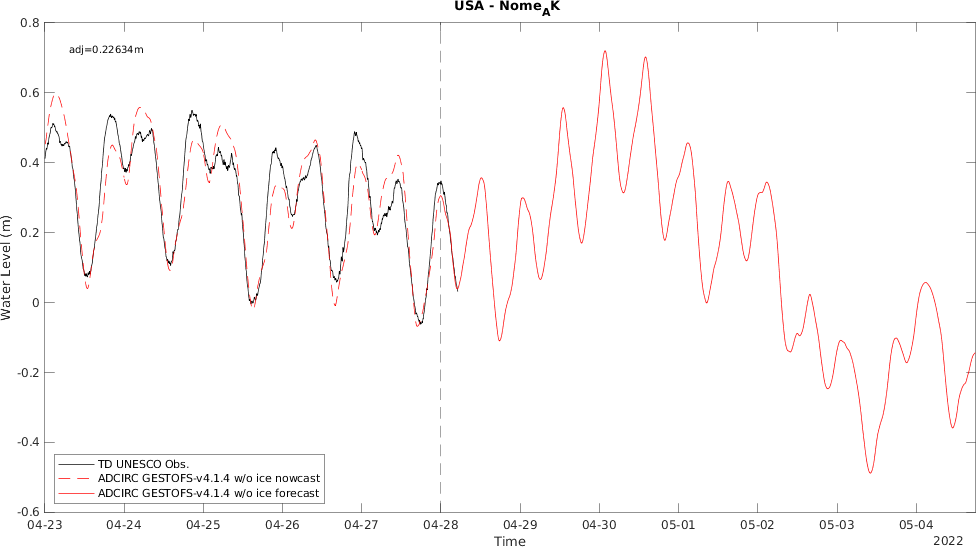 USA - Nome_AK
adj=0.22634m
0.8
0.6
0.4
0.2
0
-0.2
-0.4
-0.6
Water Level (m)
TD UNESCO Obs.
ADCIRC GESTOFS-v4.1.4 w/o ice nowcast
ADCIRC GESTOFS-v4.1.4 w/o ice forecast
04-23 04-24 04-25 04-26 04-27 04-28 04-29 04-30 05-01 05-02 05-03 05-04
Time
2022